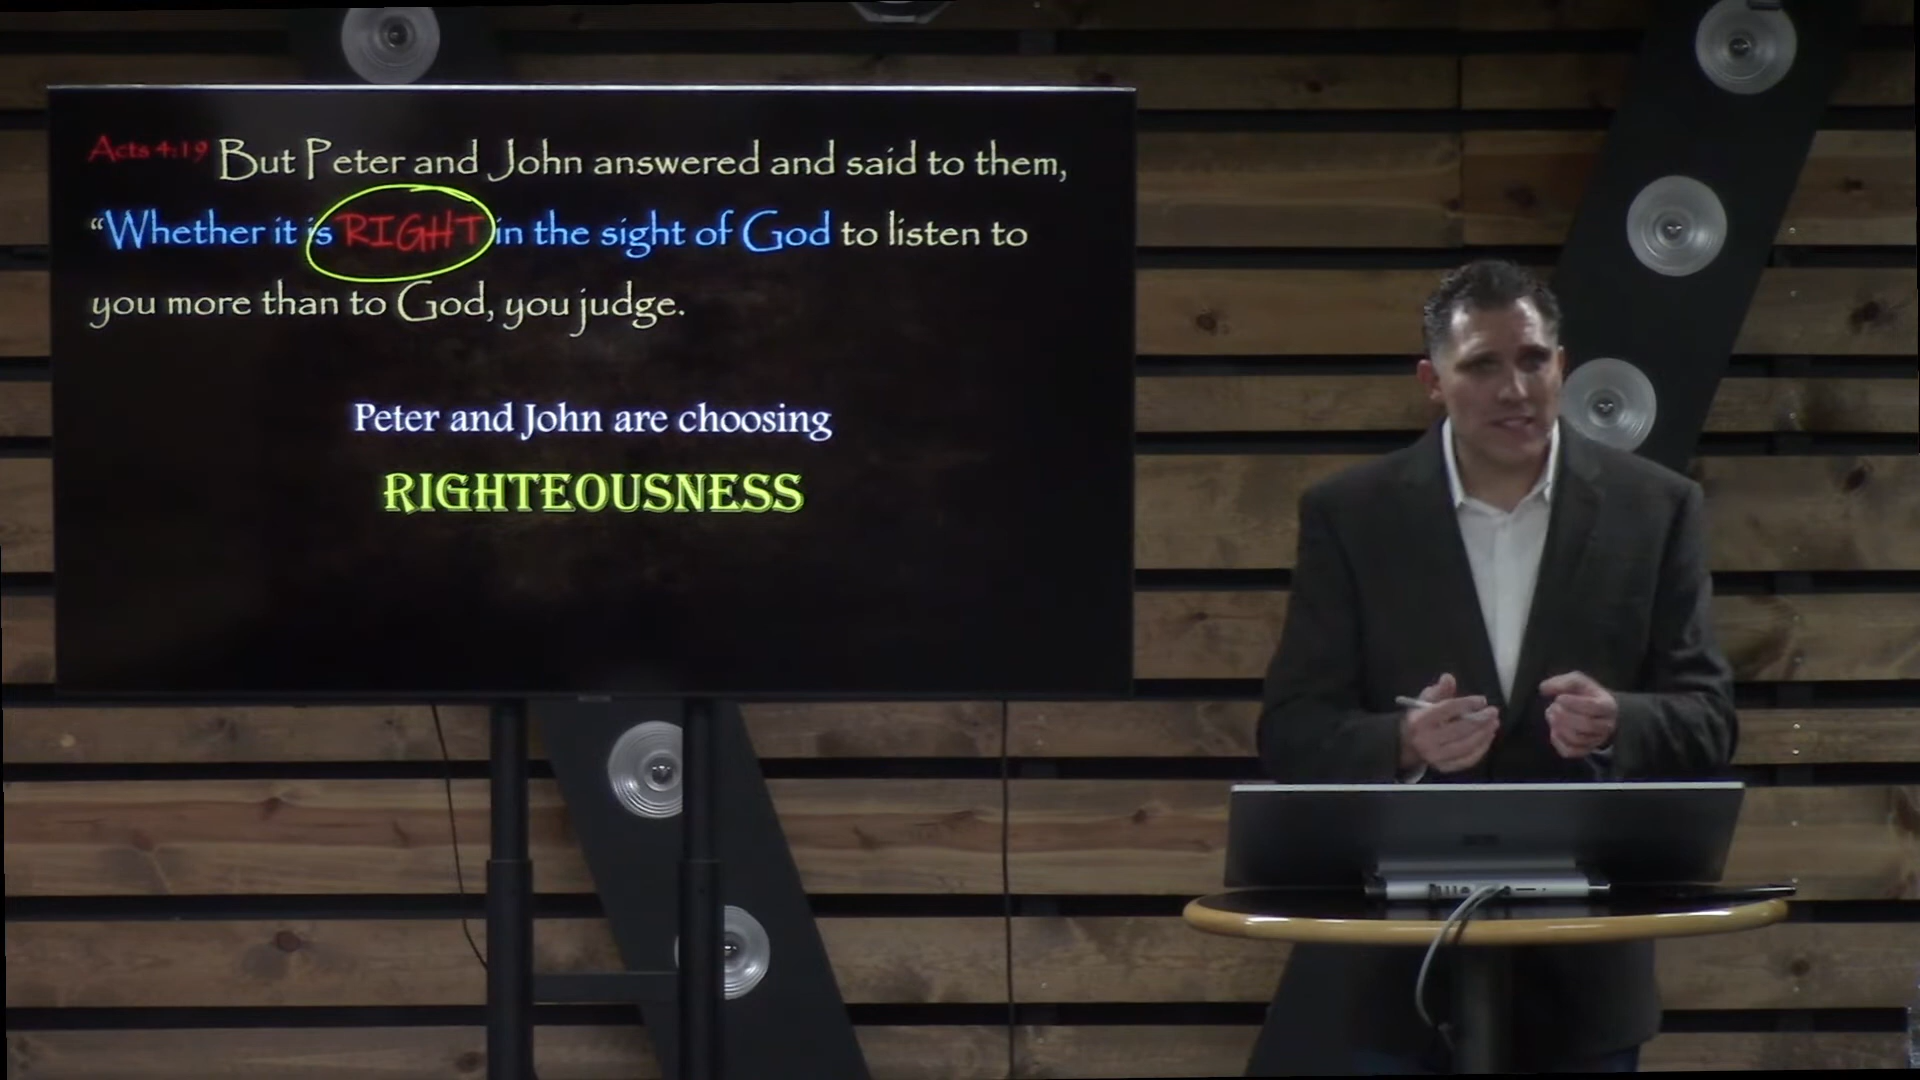 Acts 4:19 But Peter and John answered and said to them,
“Whether it is RIGHT in the sight of God to listen to
you more than to God, you judge.
Peter and John are choosing
RIGHTEOUSNESS